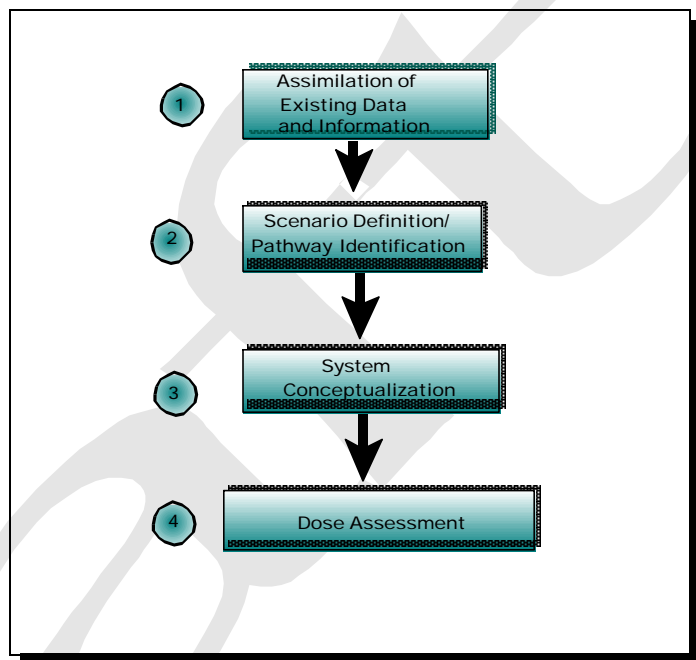 1
Assimilation of
Existing Data
and Information
2
Scenario Definition/
Pathway Identification
3
System
Conceptualization
4
Dose Assessment